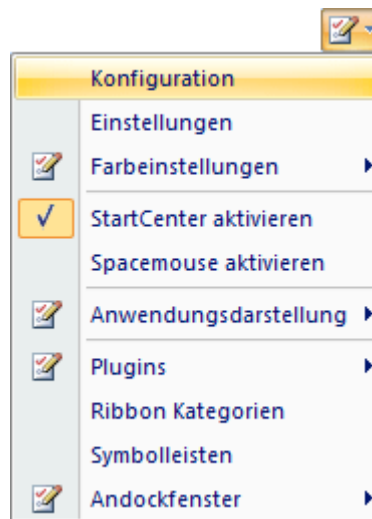 Konfiguration
Einstellungen
Farbeinstellungen
StartCenter aktivieren
Spacemouse aktivieren
Anwendungsdarstellung
Plugins
Ribbon Kategorien
Symbolleisten
Andockfenster